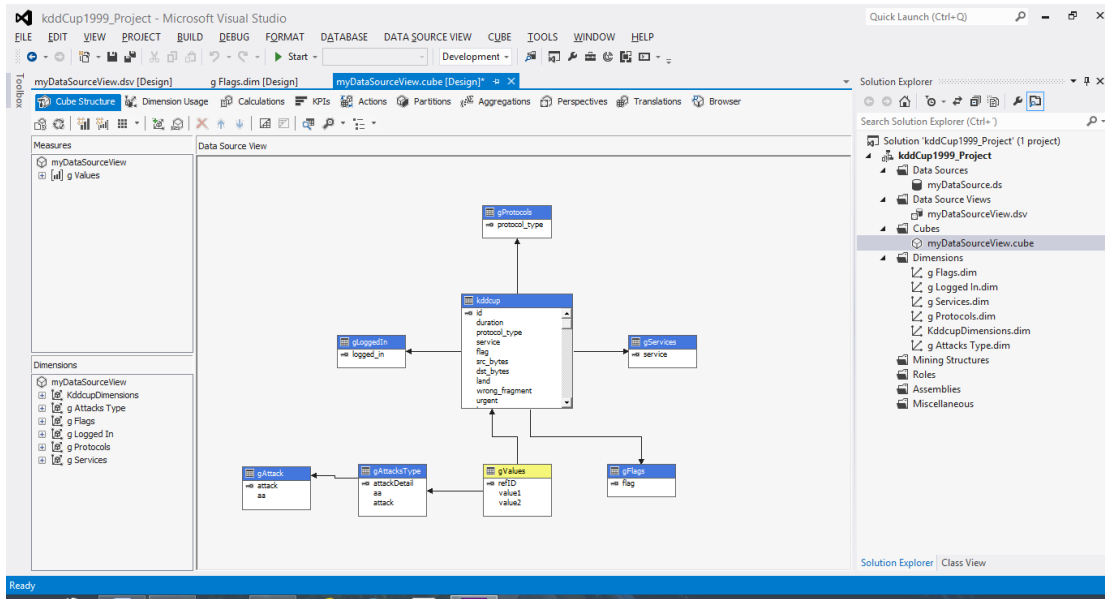 kddCup1999_Project - Microsoft Visual Studio
Quick Launch (Ctrl+Q)
FILE EDIT VIEW PROJECT BUILD DEBUG FORMAT DATABASE DATA SOURCE VIEW CUBE TOOLS WINDOW HELP
Start
Development
Toolbox
myDataSourceView.dsv [Design]
g Flags.dim [Design]
myDataSourceView.cube [Design]*
Cube Structure
Dimension Usage
Calculations
KPIs
Actions
Partitions
Aggregations
Perspectives
Translations
Browser
Measures
myDataSourceView
g Values
Dimensions
myDataSourceView
KddcupDimensions
g Attacks Type
g Flags
g Logged In
g Protocols
g Services
Data Source View
gProtocols
protocol_type
kddcup
id
duration
protocol_type
service
flag
src_bytes
dst_bytes
land
wrong_fragment
urgent
gLoggedIn
logged_in
gServices
service
gAttack
attack
aa
gAttacksType
attackDetail
aa
attack
gValues
refID
value1
value2
gFlags
flag
Solution Explorer
Search Solution Explorer (Ctrl+`)
Solution 'kddCup1999_Project' (1 project)
kddCup1999_Project
Data Sources
myDataSource.ds
Data Source Views
myDataSourceView.dsv
Cubes
myDataSourceView.cube
Dimensions
g Flags.dim
g Logged In.dim
g Services.dim
g Protocols.dim
KddcupDimensions.dim
g Attacks Type.dim
Mining Structures
Roles
Assemblies
Miscellaneous
Solution Explorer
Class View
Ready